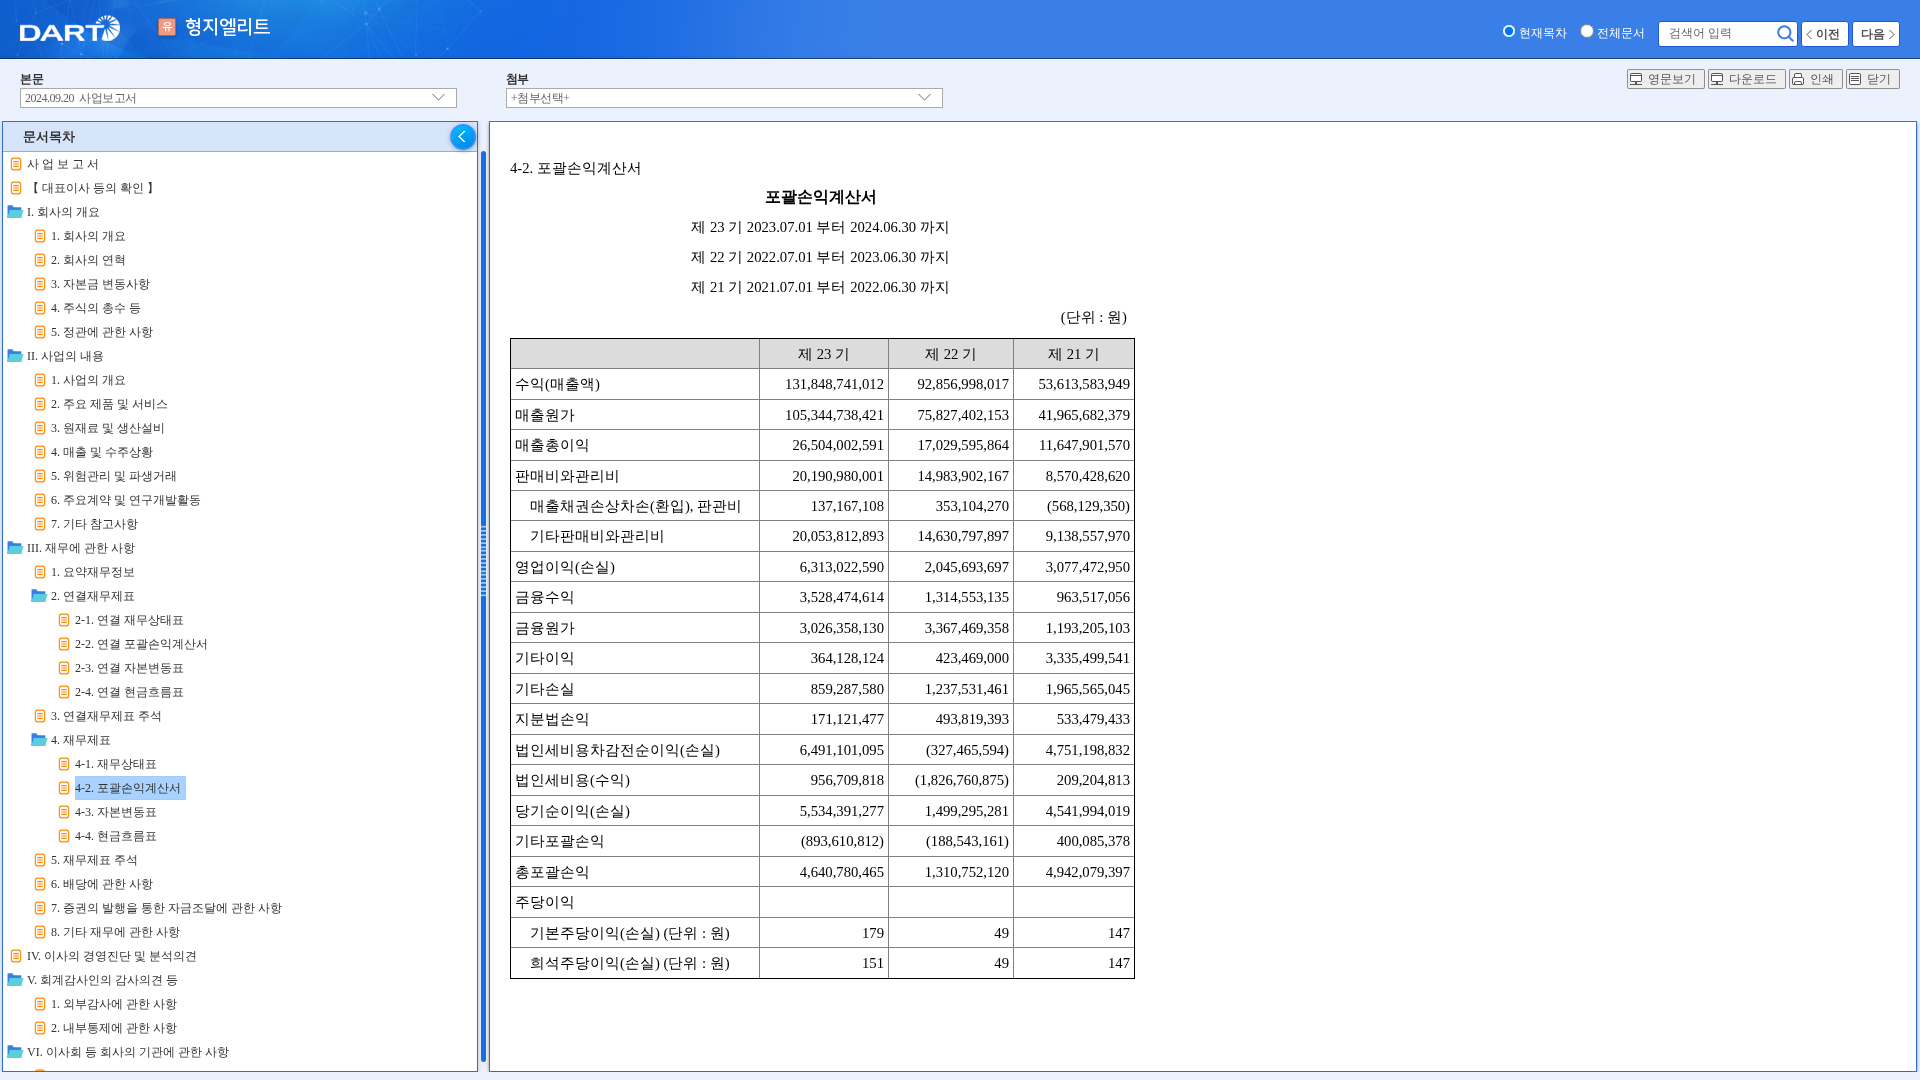 DART
유 형지엘리트
현재목차 전체문서 검색어 입력 이전 다음
본문
2024.09.20 사업보고서
첨부
+첨부선택+
영문보기 다운로드 인쇄 닫기
문서목차
사 업 보 고 서
【 대표이사 등의 확인 】
I. 회사의 개요
1. 회사의 개요
2. 회사의 연혁
3. 자본금 변동사항
4. 주식의 총수 등
5. 정관에 관한 사항
II. 사업의 내용
1. 사업의 개요
2. 주요 제품 및 서비스
3. 원재료 및 생산설비
4. 매출 및 수주상황
5. 위험관리 및 파생거래
6. 주요계약 및 연구개발활동
7. 기타 참고사항
III. 재무에 관한 사항
1. 요약재무정보
2. 연결재무제표
2-1. 연결 재무상태표
2-2. 연결 포괄손익계산서
2-3. 연결 자본변동표
2-4. 연결 현금흐름표
3. 연결재무제표 주석
4. 재무제표
4-1. 재무상태표
4-2. 포괄손익계산서
4-3. 자본변동표
4-4. 현금흐름표
5. 재무제표 주석
6. 배당에 관한 사항
7. 증권의 발행을 통한 자금조달에 관한 사항
8. 기타 재무에 관한 사항
IV. 이사의 경영진단 및 분석의견
V. 회계감사인의 감사의견 등
1. 외부감사에 관한 사항
2. 내부통제에 관한 사항
VI. 이사회 등 회사의 기관에 관한 사항
4-2. 포괄손익계산서
포괄손익계산서
제 23 기 2023.07.01 부터 2024.06.30 까지
제 22 기 2022.07.01 부터 2023.06.30 까지
제 21 기 2021.07.01 부터 2022.06.30 까지
(단위 : 원)
제 23 기 제 22 기 제 21 기
수익(매출액) 131,848,741,012 92,856,998,017 53,613,583,949
매출원가 105,344,738,421 75,827,402,153 41,965,682,379
매출총이익 26,504,002,591 17,029,595,864 11,647,901,570
판매비와관리비 20,190,980,001 14,983,902,167 8,570,428,620
매출채권손상차손(환입), 판관비 137,167,108 353,104,270 (568,129,350)
기타판매비와관리비 20,053,812,893 14,630,797,897 9,138,557,970
영업이익(손실) 6,313,022,590 2,045,693,697 3,077,472,950
금융수익 3,528,474,614 1,314,553,135 963,517,056
금융원가 3,026,358,130 3,367,469,358 1,193,205,103
기타이익 364,128,124 423,469,000 3,335,499,541
기타손실 859,287,580 1,237,531,461 1,965,565,045
지분법손익 171,121,477 493,819,393 533,479,433
법인세비용차감전순이익(손실) 6,491,101,095 (327,465,594) 4,751,198,832
법인세비용(수익) 956,709,818 (1,826,760,875) 209,204,813
당기순이익(손실) 5,534,391,277 1,499,295,281 4,541,994,019
기타포괄손익 (893,610,812) (188,543,161) 400,085,378
총포괄손익 4,640,780,465 1,310,752,120 4,942,079,397
주당이익
기본주당이익(손실) (단위 : 원) 179 49 147
희석주당이익(손실) (단위 : 원) 151 49 147